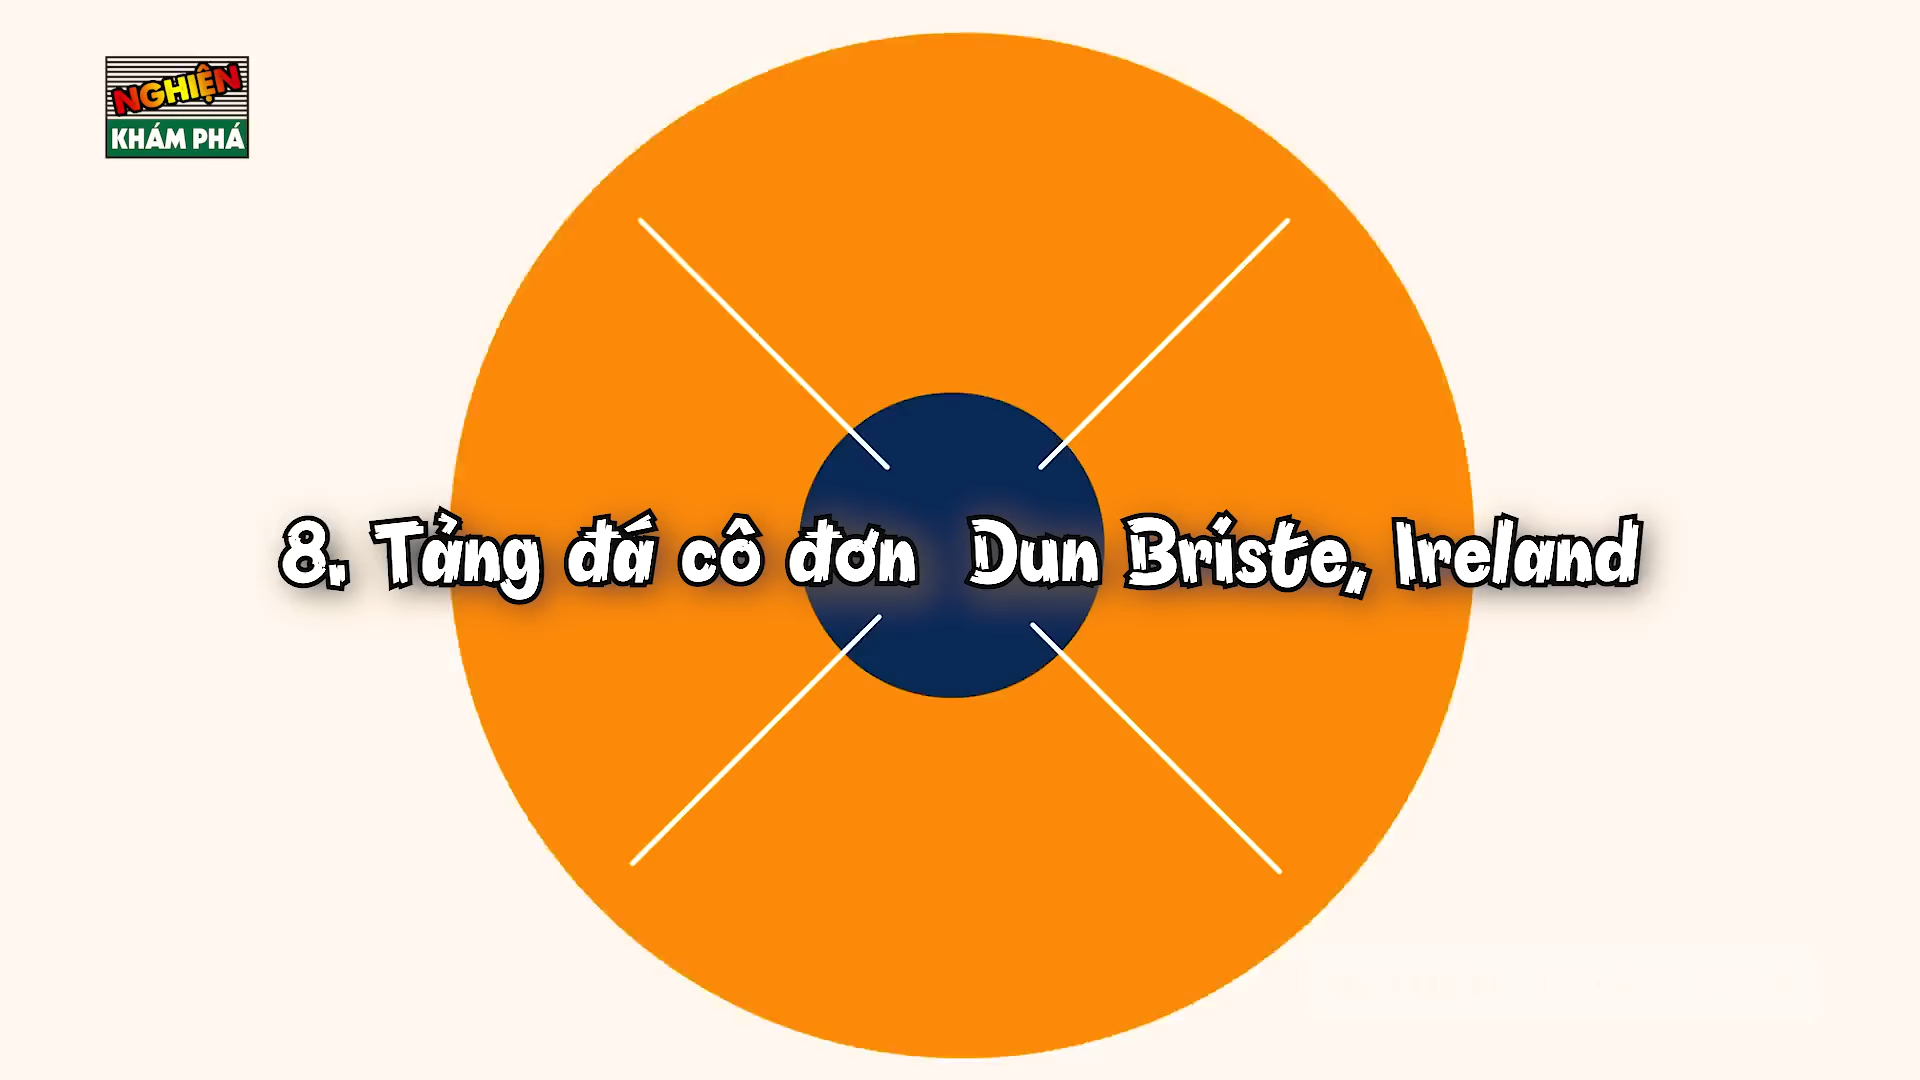 NGHIỆN
KHÁM PHÁ
8. Tảng đá cô đơn Dun Briste, Ireland